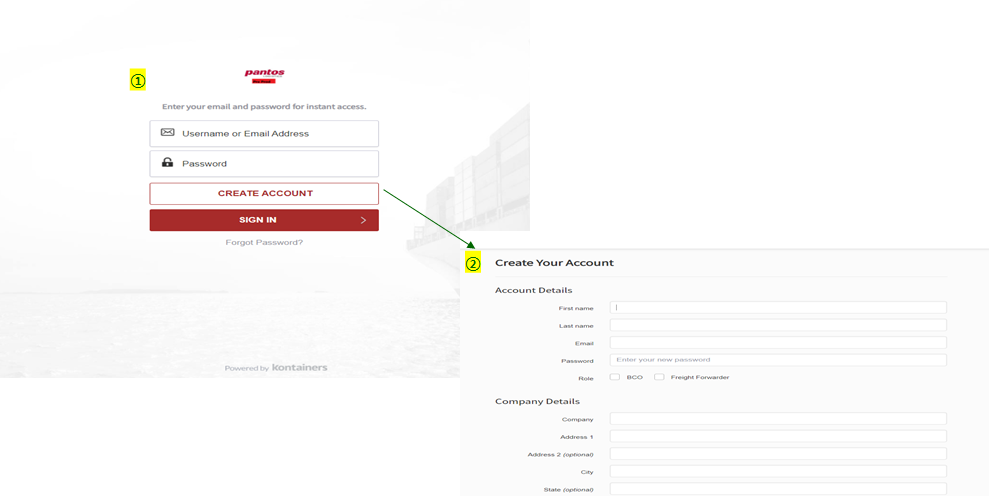 ①
pantos
Enter your email and password for instant access.
Username or Email Address
Password
CREATE ACCOUNT
SIGN IN
Forgot Password?
Powered by kontainers
②
Create Your Account
Account Details
First name
Last name
Email
Password Enter your new password
Role BCO Freight Forwarder
Company Details
Company
Address 1
Address 2 (optional)
City
State (optional)